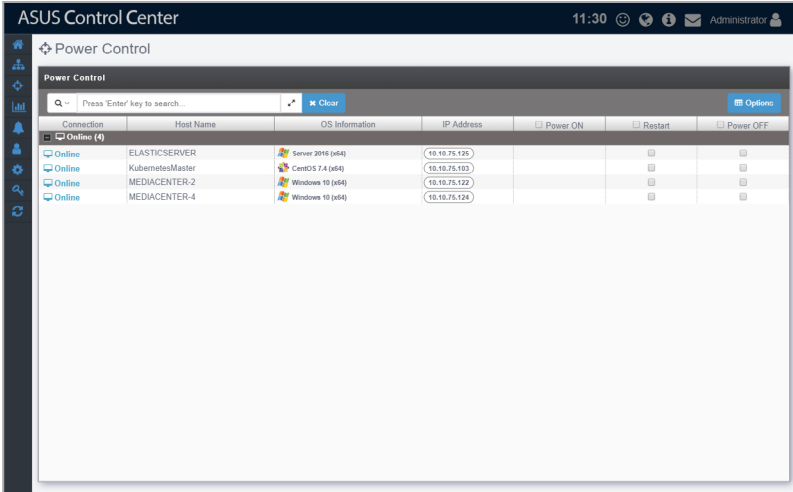 ASUS Control Center
11:30 Administrator
Power Control
Power Control
Press 'Enter' key to search... Clear Options
Connection Host Name OS Information IP Address Power ON Restart Power OFF
Online (4)
Online ELASTICSERVER Server 2016 (x64) 10.10.75.125
Online KubernetesMaster CentOS 7.4 (x64) 10.10.75.103
Online MEDIACENTER-2 Windows 10 (x64) 10.10.75.122
Online MEDIACENTER-4 Windows 10 (x64) 10.10.75.124